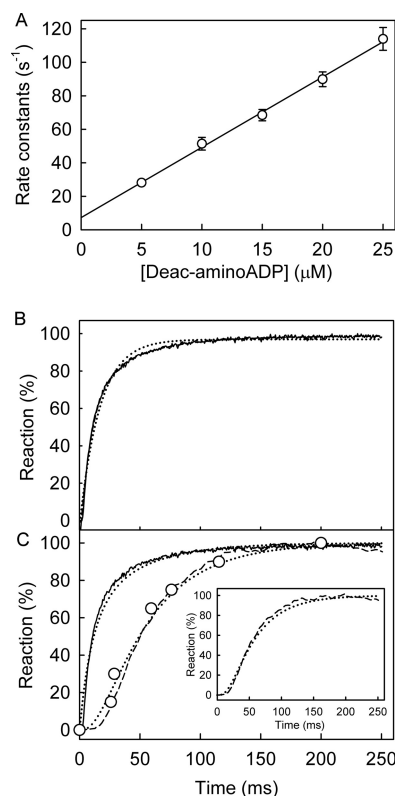 A
120
100
80
60
40
20
0
Rate constants (s⁻¹)
0 5 10 15 20 25
[Deac-aminoADP] (μM)
B
100
80
60
40
20
0
Reaction (%)
C
100
80
60
40
20
0
Reaction (%)
100
80
60
40
20
0
Reaction (%)
0 50 100 150 200 250
Time (ms)
0 50 100 150 200 250
Time (ms)